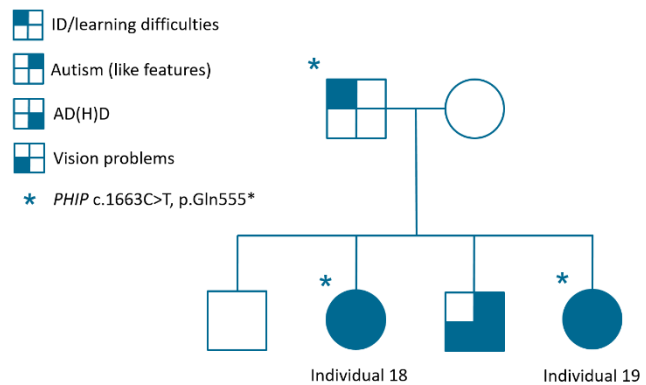 ID/learning difficulties
Autism (like features)
AD(H)D
Vision problems
* PHIP c.1663C>T, p.Gln555*
*
*
*
Individual 18
Individual 19